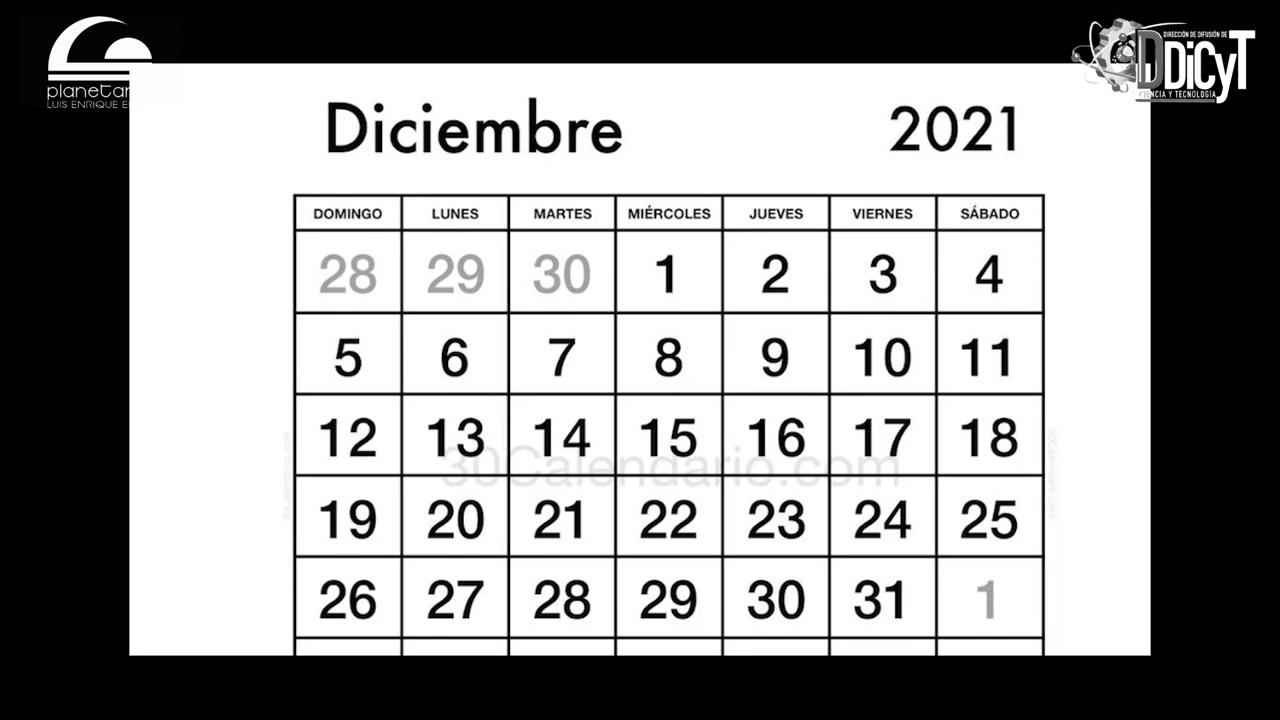 DIRECCIÓN DE DIFUSIÓN DE
DDiCyT
CIENCIA Y TECNOLOGÍA
LUIS ENRIQUE
Diciembre 2021
DOMINGO LUNES MARTES MIÉRCOLES JUEVES VIERNES SÁBADO
28 29 30 1 2 3 4
5 6 7 8 9 10 11
12 13 14 15 16 17 18
30Calendario.com
19 20 21 22 23 24 25
26 27 28 29 30 31 1